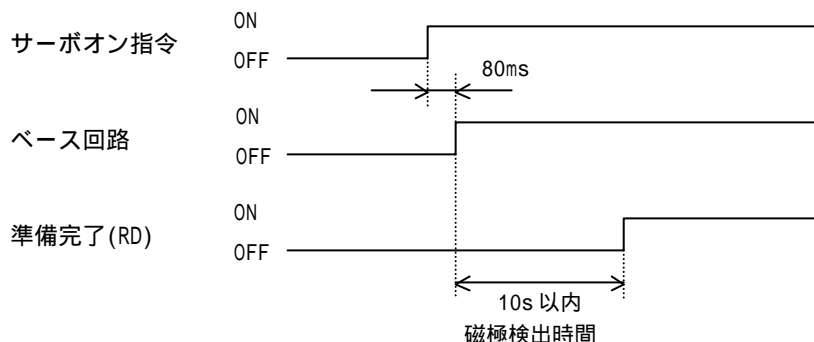 ON
サーボオン指令
OFF
80ms
ON
ベース回路
OFF
ON
準備完了(RD)
OFF
10s 以内
磁極検出時間